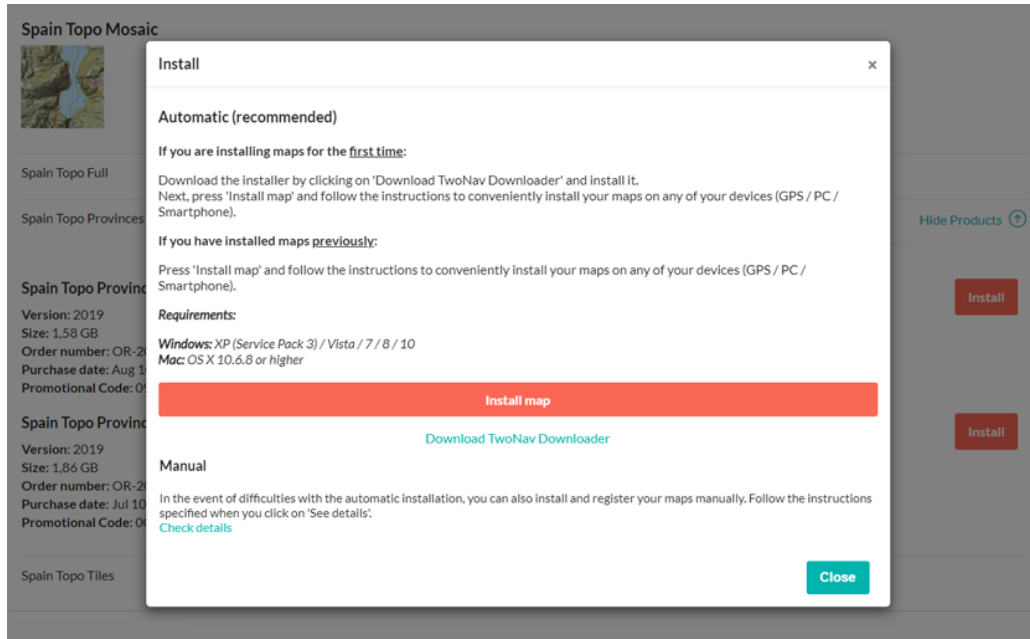 Spain Topo Mosaic
Install
×
Automatic (recommended)
If you are installing maps for the first time:
Download the installer by clicking on 'Download TwoNav Downloader' and install it.
Next, press 'Install map' and follow the instructions to conveniently install your maps on any of your devices (GPS / PC /
Smartphone).
If you have installed maps previously:
Press 'Install map' and follow the instructions to conveniently install your maps on any of your devices (GPS / PC /
Smartphone).
Requirements:
Windows: XP (Service Pack 3) / Vista / 7 / 8 / 10
Mac: OS X 10.6.8 or higher
Install map
Download TwoNav Downloader
Manual
In the event of difficulties with the automatic installation, you can also install and register your maps manually. Follow the instructions
specified when you click on 'See details'.
Check details
Close
Spain Topo Full
Spain Topo Provinces
Hide Products
Spain Topo Provinc
Install
Version: 2019
Size: 1,58 GB
Order number: OR-20
Purchase date: Aug 1
Promotional Code: 0
Spain Topo Provinc
Install
Version: 2019
Size: 1,86 GB
Order number: OR-2
Purchase date: Jul 10
Promotional Code: 0
Spain Topo Tiles